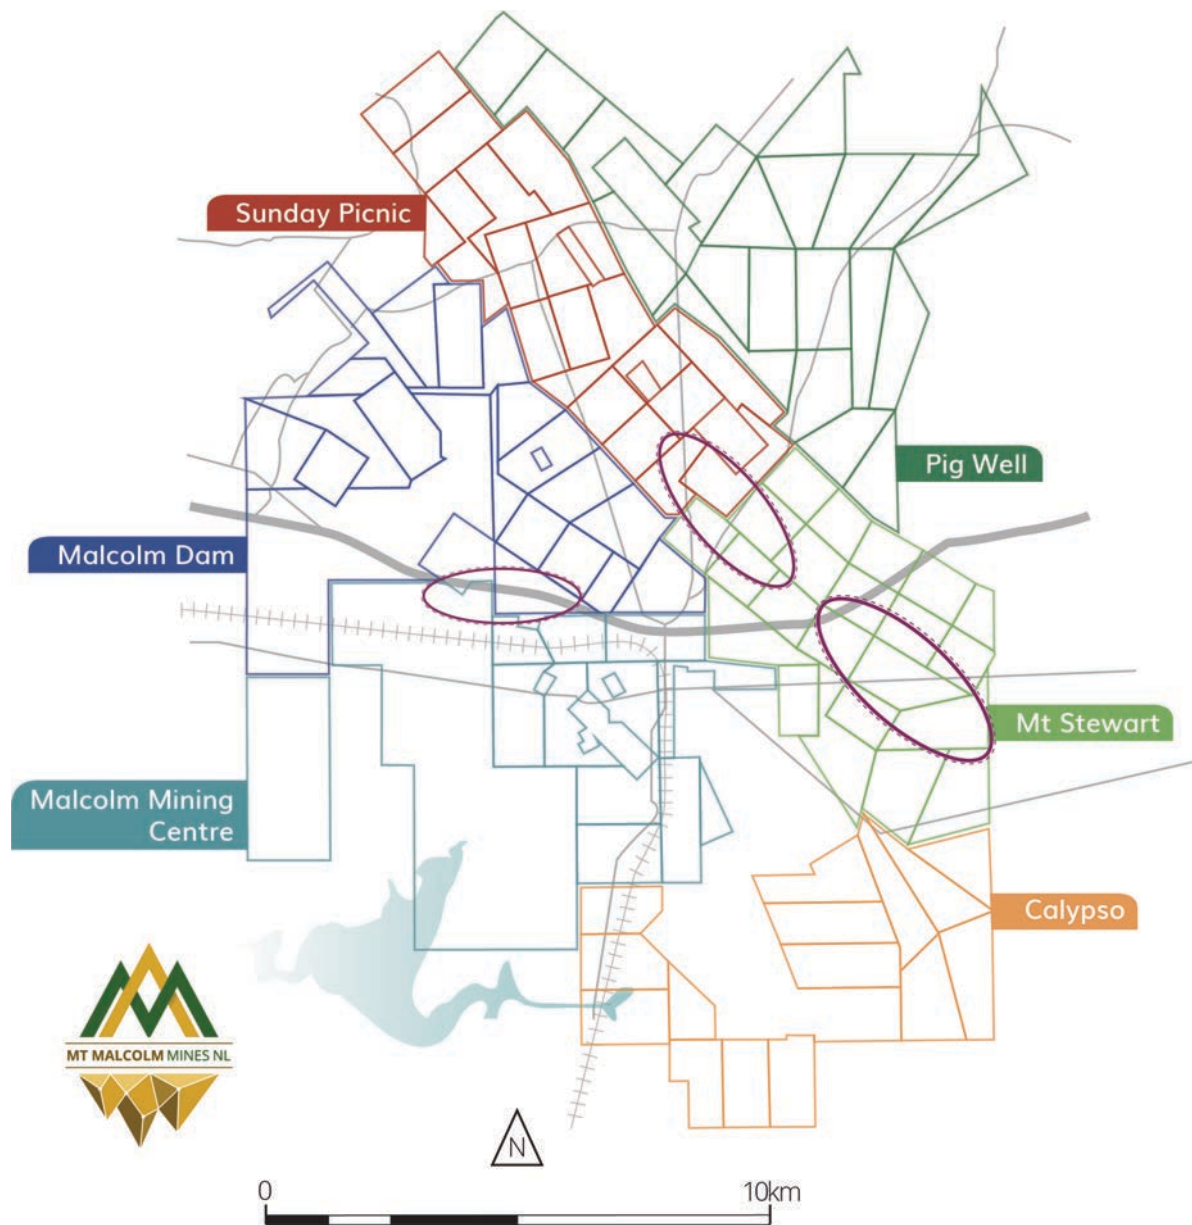 Sunday Picnic
Pig Well
Malcolm Dam
Mt Stewart
Malcolm Mining
Centre
Calypso
MT MALCOLM MINES NL
N
0
10km